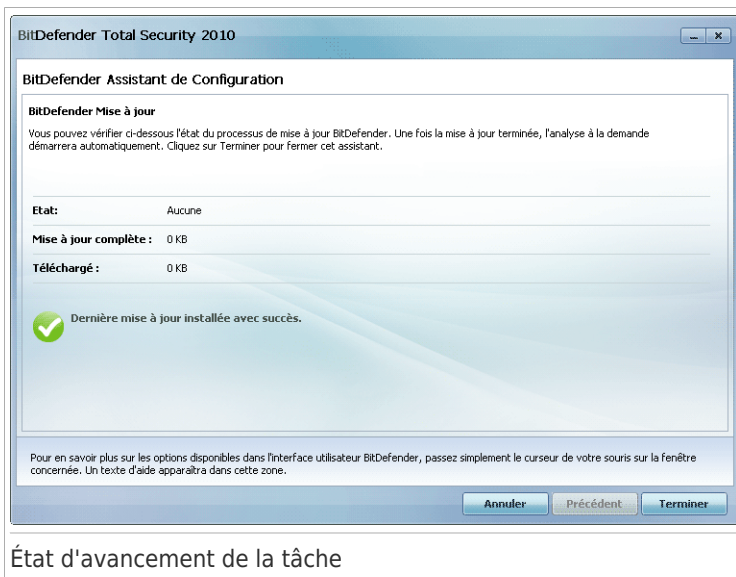 BitDefender Total Security 2010
BitDefender Assistant de Configuration
BitDefender Mise à jour
Vous pouvez vérifier ci-dessous l'état du processus de mise à jour BitDefender. Une fois la mise à jour terminée, l'analyse à la demande
démarrera automatiquement. Cliquez sur Terminer pour fermer cet assistant.
Etat: Aucune
Mise à jour complète : 0 KB
Téléchargé : 0 KB
Dernière mise à jour installée avec succès.
Pour en savoir plus sur les options disponibles dans l'interface utilisateur BitDefender, passez simplement le curseur de votre souris sur la fenêtre
concernée. Un texte d'aide apparaîtra dans cette zone.
Annuler Précédent Terminer
État d'avancement de la tâche